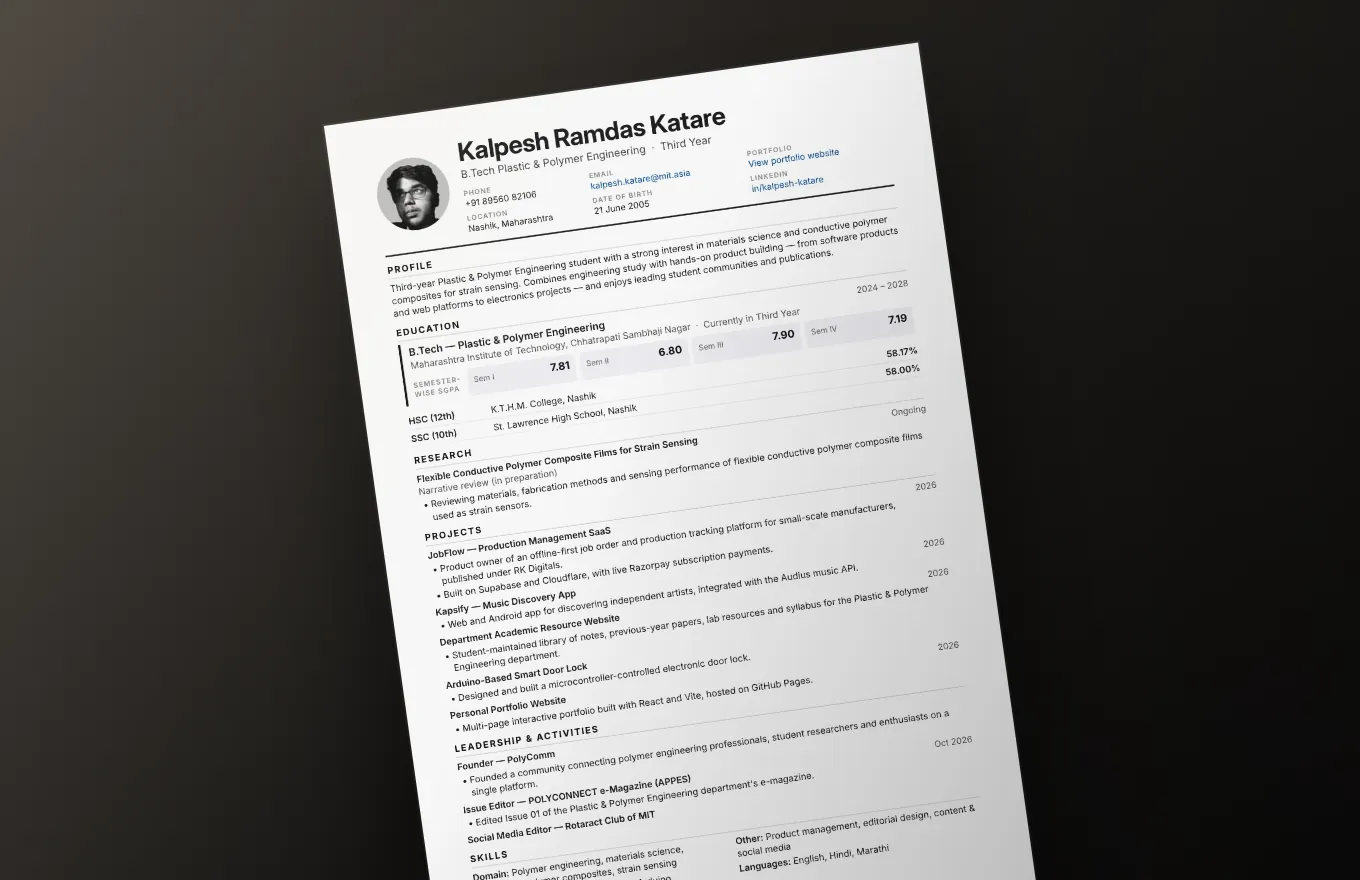 Kalpesh Ramdas Katare
B.Tech Plastic & Polymer Engineering · Third Year
PHONE
+91 89560 82106
LOCATION
Nashik, Maharashtra
EMAIL
kalpesh.katare@mit.asia
DATE OF BIRTH
21 June 2005
PORTFOLIO
View portfolio website
LINKEDIN
in/kalpesh-katare
PROFILE
Third-year Plastic & Polymer Engineering student with a strong interest in materials science and conductive polymer
composites for strain sensing. Combines engineering study with hands-on product building — from software products
and web platforms to electronics projects — and enjoys leading student communities and publications.
EDUCATION
B.Tech — Plastic & Polymer Engineering
2024 – 2028
Maharashtra Institute of Technology, Chhatrapati Sambhaji Nagar · Currently in Third Year
SEMESTER-
WISE SGPA
Sem I 7.81
Sem II 6.80
Sem III 7.90
Sem IV 7.19
HSC (12th) K.T.H.M. College, Nashik 58.17%
SSC (10th) St. Lawrence High School, Nashik 58.00%
RESEARCH
Flexible Conductive Polymer Composite Films for Strain Sensing Ongoing
Narrative review (in preparation)
• Reviewing materials, fabrication methods and sensing performance of flexible conductive polymer composite films
used as strain sensors.
PROJECTS
JobFlow — Production Management SaaS 2026
• Product owner of an offline-first job order and production tracking platform for small-scale manufacturers,
published under RK Digitals.
• Built on Supabase and Cloudflare, with live Razorpay subscription payments.
Kapsify — Music Discovery App 2026
• Web and Android app for discovering independent artists, integrated with the Audius music API.
Department Academic Resource Website 2026
• Student-maintained library of notes, previous-year papers, lab resources and syllabus for the Plastic & Polymer
Engineering department.
Arduino-Based Smart Door Lock
• Designed and built a microcontroller-controlled electronic door lock.
Personal Portfolio Website 2026
• Multi-page interactive portfolio built with React and Vite, hosted on GitHub Pages.
LEADERSHIP & ACTIVITIES
Founder — PolyComm
• Founded a community connecting polymer engineering professionals, student researchers and enthusiasts on a
single platform.
Issue Editor — POLYCONNECT e-Magazine (APPES) Oct 2026
• Edited Issue 01 of the Plastic & Polymer Engineering department's e-magazine.
Social Media Editor — Rotaract Club of MIT
SKILLS
Domain: Polymer engineering, materials science,
composites, strain sensing
Other: Product management, editorial design, content &
social media
Languages: English, Hindi, Marathi